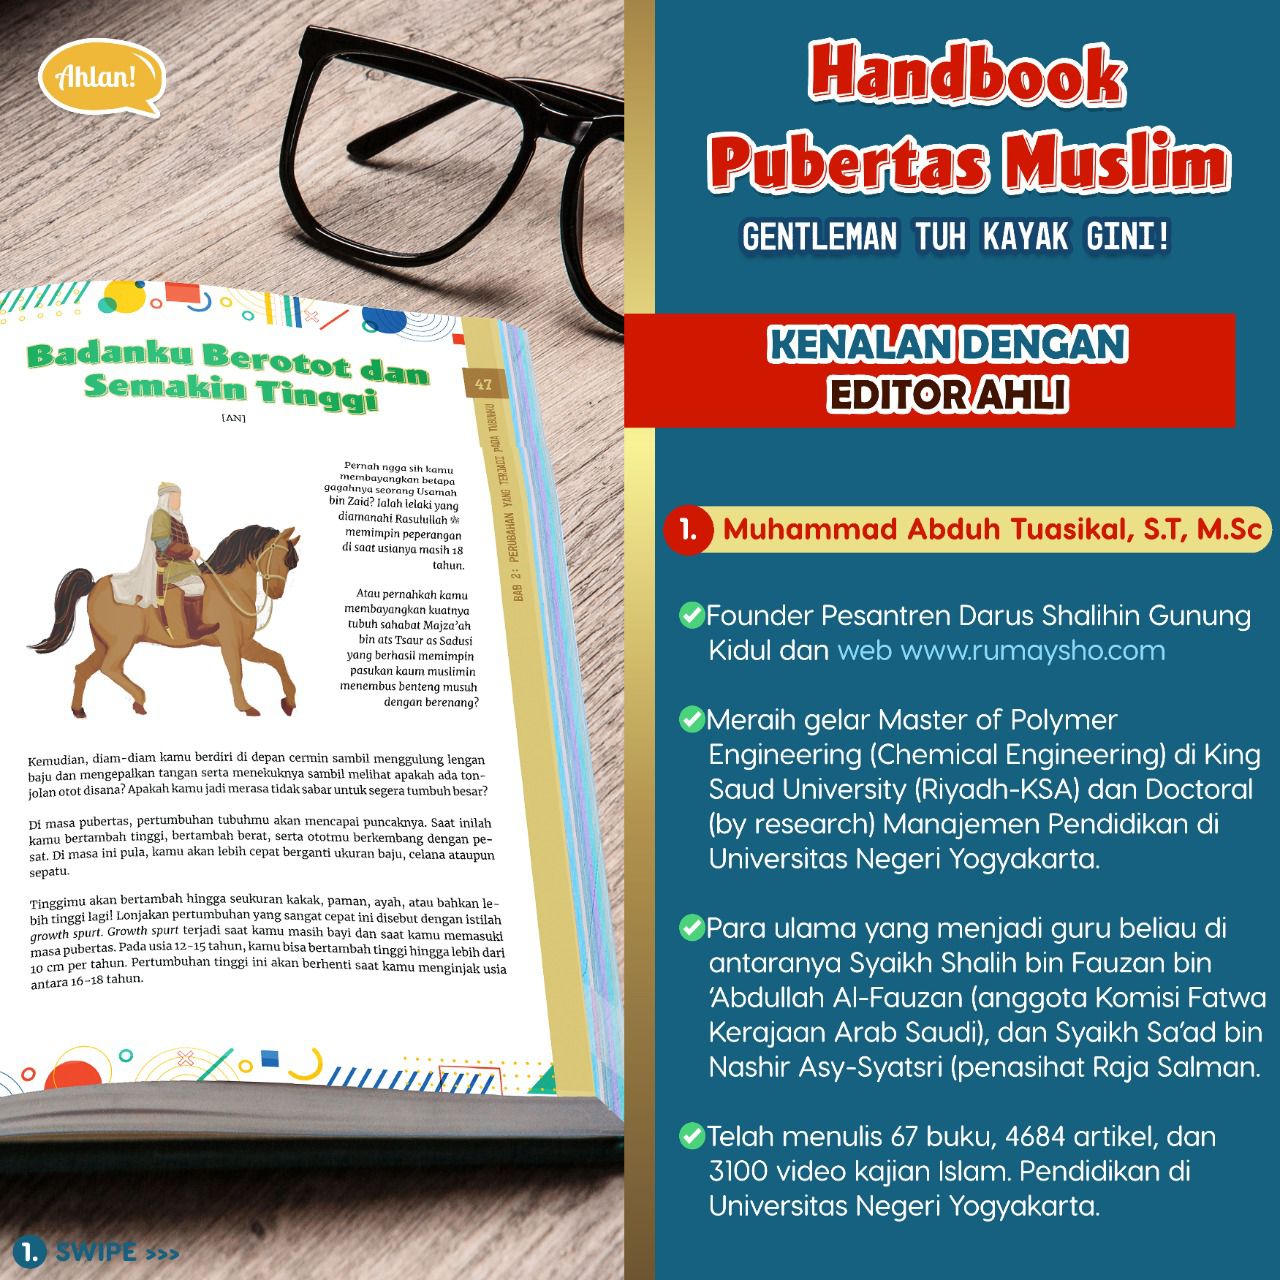 Ahlan!
Badanku Berotot dan
Semakin Tinggi
[AN]
47
BAB 2: PERUBAHAN YANG TERJADI PADA TUBUHKU
Pernah ngga sih kamu
membayangkan betapa
gagahnya seorang Usamah
bin Zaid? Ialah lelaki yang
diamanahi Rasulullah ﷺ
memimpin peperangan
di saat usianya masih 18
tahun.
Atau pernahkah kamu
membayangkan kuatnya
tubuh sahabat Majza'ah
bin ats Tsaur as Sadusi
yang berhasil memimpin
pasukan kaum muslimin
menembus benteng musuh
dengan berenang?
Kemudian, diam-diam kamu berdiri di depan cermin sambil menggulung lengan
baju dan mengepalkan tangan serta menekuknya sambil melihat apakah ada ton-
jolan otot disana? Apakah kamu jadi merasa tidak sabar untuk segera tumbuh besar?
Di masa pubertas, pertumbuhan tubuhmu akan mencapai puncaknya. Saat inilah
kamu bertambah tinggi, bertambah berat, serta ototmu berkembang dengan pe-
sat. Di masa ini pula, kamu akan lebih cepat berganti ukuran baju, celana ataupun
sepatu.
Tinggimu akan bertambah hingga seukuran kakak, paman, ayah, atau bahkan le-
bih tinggi lagi! Lonjakan pertumbuhan yang sangat cepat ini disebut dengan istilah
growth spurt. Growth spurt terjadi saat kamu masih bayi dan saat kamu memasuki
masa pubertas. Pada usia 12-15 tahun, kamu bisa bertambah tinggi hingga lebih dari
10 cm per tahun. Pertumbuhan tinggi ini akan berhenti saat kamu menginjak usia
antara 16-18 tahun.
1. SWIPE >>>
Handbook
Pubertas Muslim
GENTLEMAN TUH KAYAK GINI!
KENALAN DENGAN
EDITOR AHLI
1. Muhammad Abduh Tuasikal, S.T, M.Sc
Founder Pesantren Darus Shalihin Gunung
Kidul dan web www.rumaysho.com
Meraih gelar Master of Polymer
Engineering (Chemical Engineering) di King
Saud University (Riyadh-KSA) dan Doctoral
(by research) Manajemen Pendidikan di
Universitas Negeri Yogyakarta.
Para ulama yang menjadi guru beliau di
antaranya Syaikh Shalih bin Fauzan bin
'Abdullah Al-Fauzan (anggota Komisi Fatwa
Kerajaan Arab Saudi), dan Syaikh Sa'ad bin
Nashir Asy-Syatsri (penasihat Raja Salman.
Telah menulis 67 buku, 4684 artikel, dan
3100 video kajian Islam. Pendidikan di
Universitas Negeri Yogyakarta.